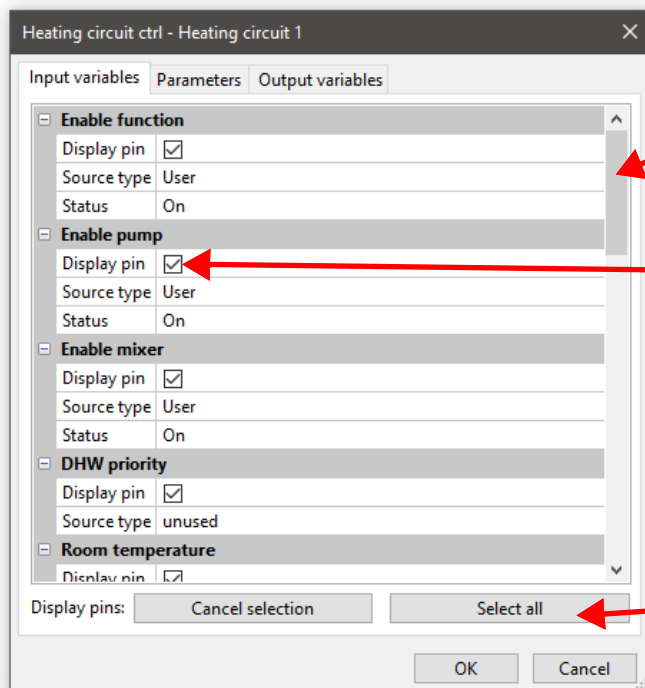 Heating circuit ctrl - Heating circuit 1
Input variables Parameters Output variables
Enable function
Display pin
Source type User
Status On
Enable pump
Display pin
Source type User
Status On
Enable mixer
Display pin
Source type User
Status On
DHW priority
Display pin
Source type unused
Room temperature
Display pin
Display pins: Cancel selection Select all
OK Cancel